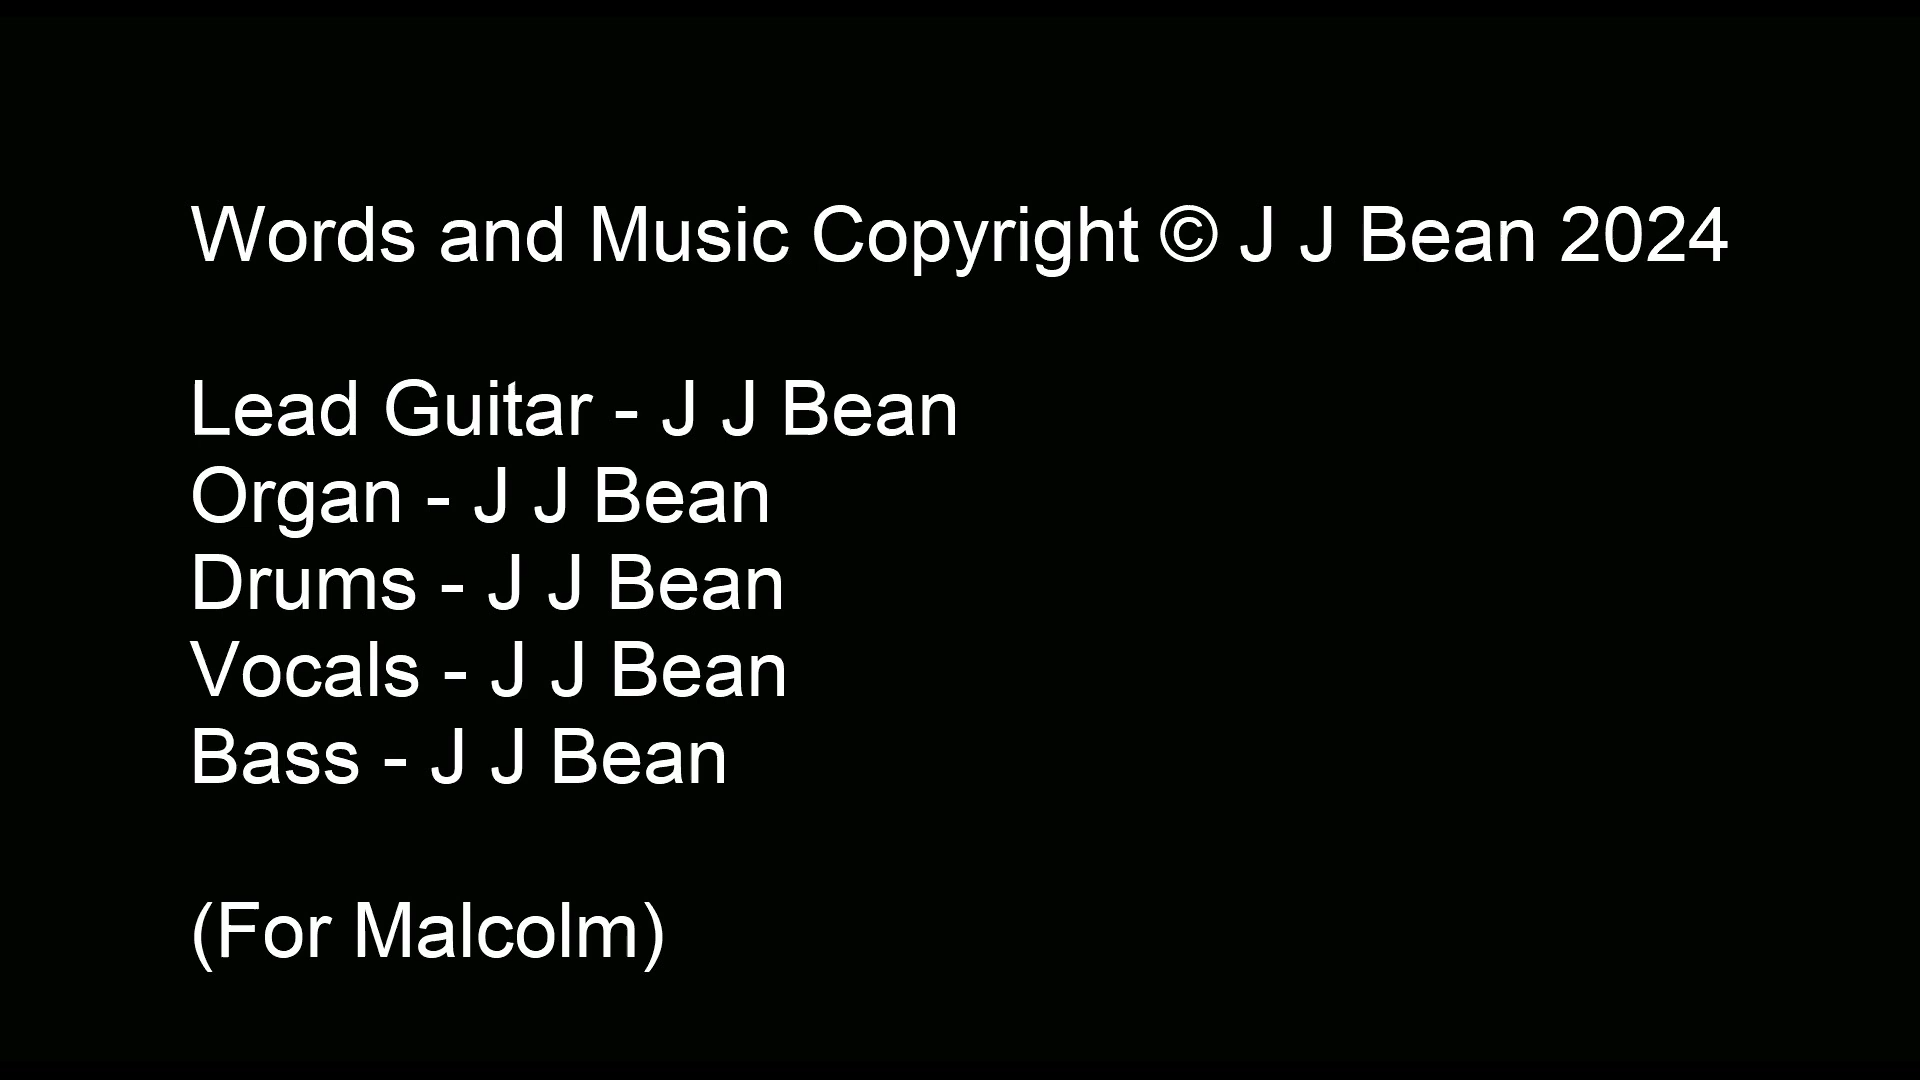 Words and Music Copyright © J J Bean 2024
Lead Guitar - J J Bean
Organ - J J Bean
Drums - J J Bean
Vocals - J J Bean
Bass - J J Bean
(For Malcolm)